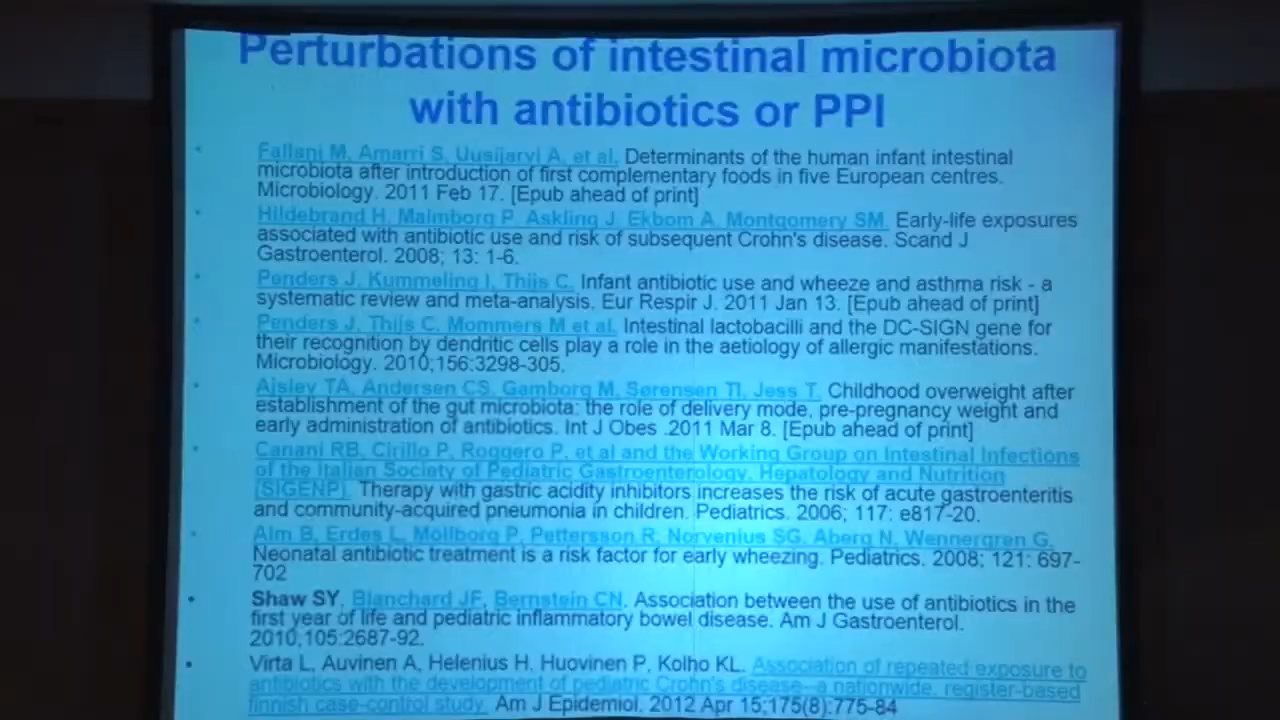 Perturbations of intestinal microbiota
with antibiotics or PPI
• Fallani M, Amarri S, Uusijarvi A, et al. Determinants of the human infant intestinal
microbiota after introduction of first complementary foods in five European centres.
Microbiology. 2011 Feb 17. [Epub ahead of print]
• Hildebrand H, Malmborg P, Askling J, Ekbom A, Montgomery SM. Early-life exposures
associated with antibiotic use and risk of subsequent Crohn's disease. Scand J
Gastroenterol. 2008; 13: 1-6.
• Penders J, Kummeling I, Thijs C. Infant antibiotic use and wheeze and asthma risk - a
systematic review and meta-analysis. Eur Respir J. 2011 Jan 13. [Epub ahead of print]
• Penders J, Thijs C, Mommers M et al. Intestinal lactobacilli and the DC-SIGN gene for
their recognition by dendritic cells play a role in the aetiology of allergic manifestations.
Microbiology. 2010;156:3298-305.
• Ajslev TA, Andersen CS, Gamborg M, Sørensen TI, Jess T. Childhood overweight after
establishment of the gut microbiota: the role of delivery mode, pre-pregnancy weight and
early administration of antibiotics. Int J Obes .2011 Mar 8. [Epub ahead of print]
• Canani RB, Cirillo P, Roggero P, et al and the Working Group on Intestinal Infections
of the Italian Society of Pediatric Gastroenterology, Hepatology and Nutrition
(SIGENP). Therapy with gastric acidity inhibitors increases the risk of acute gastroenteritis
and community-acquired pneumonia in children. Pediatrics. 2006; 117: e817-20.
• Alm B, Erdes L, Möllborg P, Pettersson R, Norvenius SG, Aberg N, Wennergren G.
Neonatal antibiotic treatment is a risk factor for early wheezing. Pediatrics. 2008; 121: 697-
702
• Shaw SY, Blanchard JF, Bernstein CN. Association between the use of antibiotics in the
first year of life and pediatric inflammatory bowel disease. Am J Gastroenterol.
2010,105:2687-92.
• Virta L, Auvinen A, Helenius H, Huovinen P, Kolho KL. Association of repeated exposure to
antibiotics with the development of pediatric Crohn's disease--a nationwide, register-based
finnish case-control study. Am J Epidemiol. 2012 Apr 15;175(8):775-84